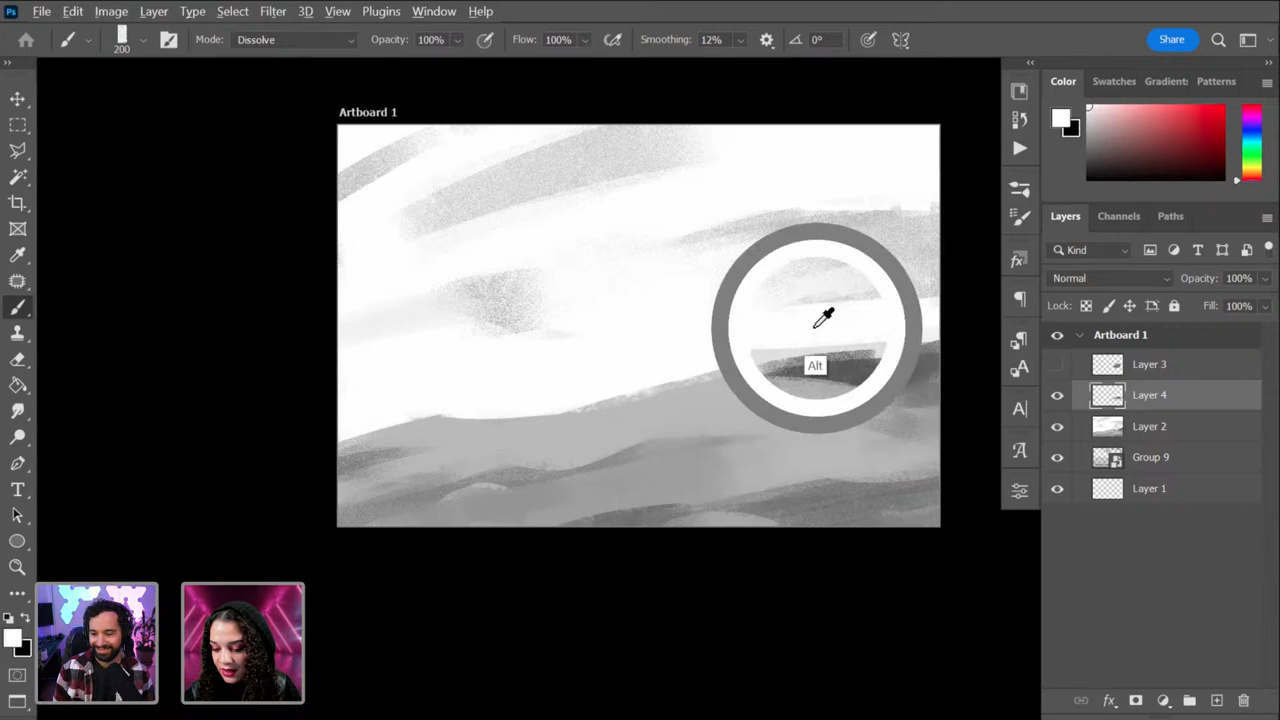 Ps File Edit Image Layer Type Select Filter 3D View Plugins Window Help
200 Mode: Dissolve Opacity: 100% Flow: 100% Smoothing: 12% 0° Share
Artboard 1
Alt
Color Swatches Gradient: Patterns
Layers Channels Paths
Kind
Normal Opacity: 100%
Lock: Fill: 100%
Artboard 1
Layer 3
Layer 4
Layer 2
Group 9
Layer 1